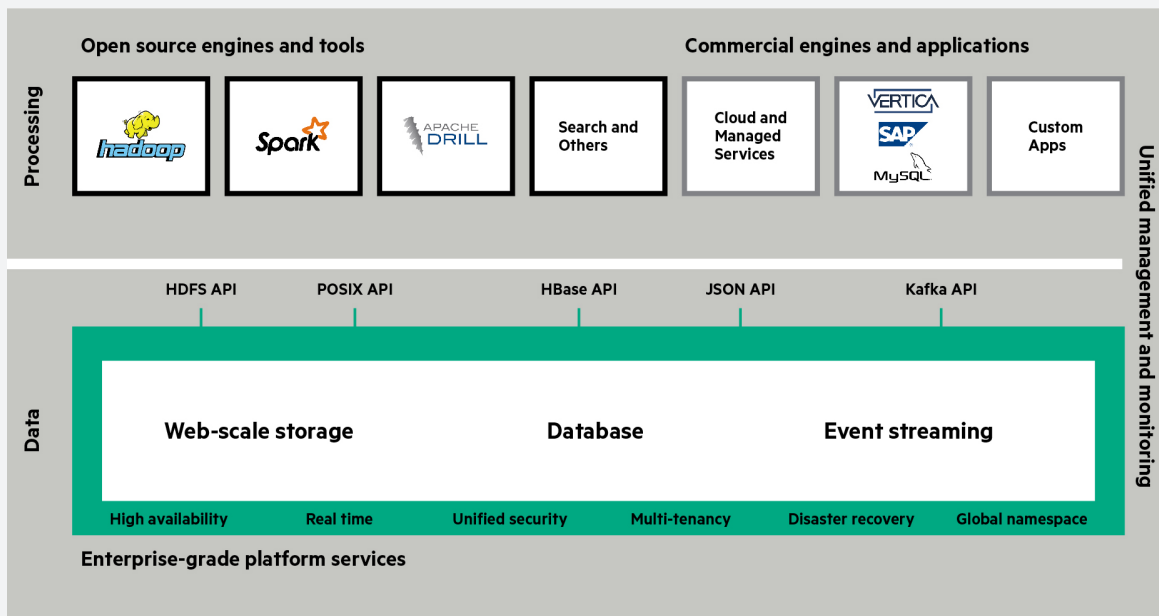 Open source engines and tools
Commercial engines and applications
Processing
hadoop
Spark
APACHE
DRILL
Search and
Others
Cloud and
Managed
Services
VERTICA
SAP
MySQL
Custom
Apps
Unified management and monitoring
HDFS API
POSIX API
HBase API
JSON API
Kafka API
Data
Web-scale storage
Database
Event streaming
High availability
Real time
Unified security
Multi-tenancy
Disaster recovery
Global namespace
Enterprise-grade platform services